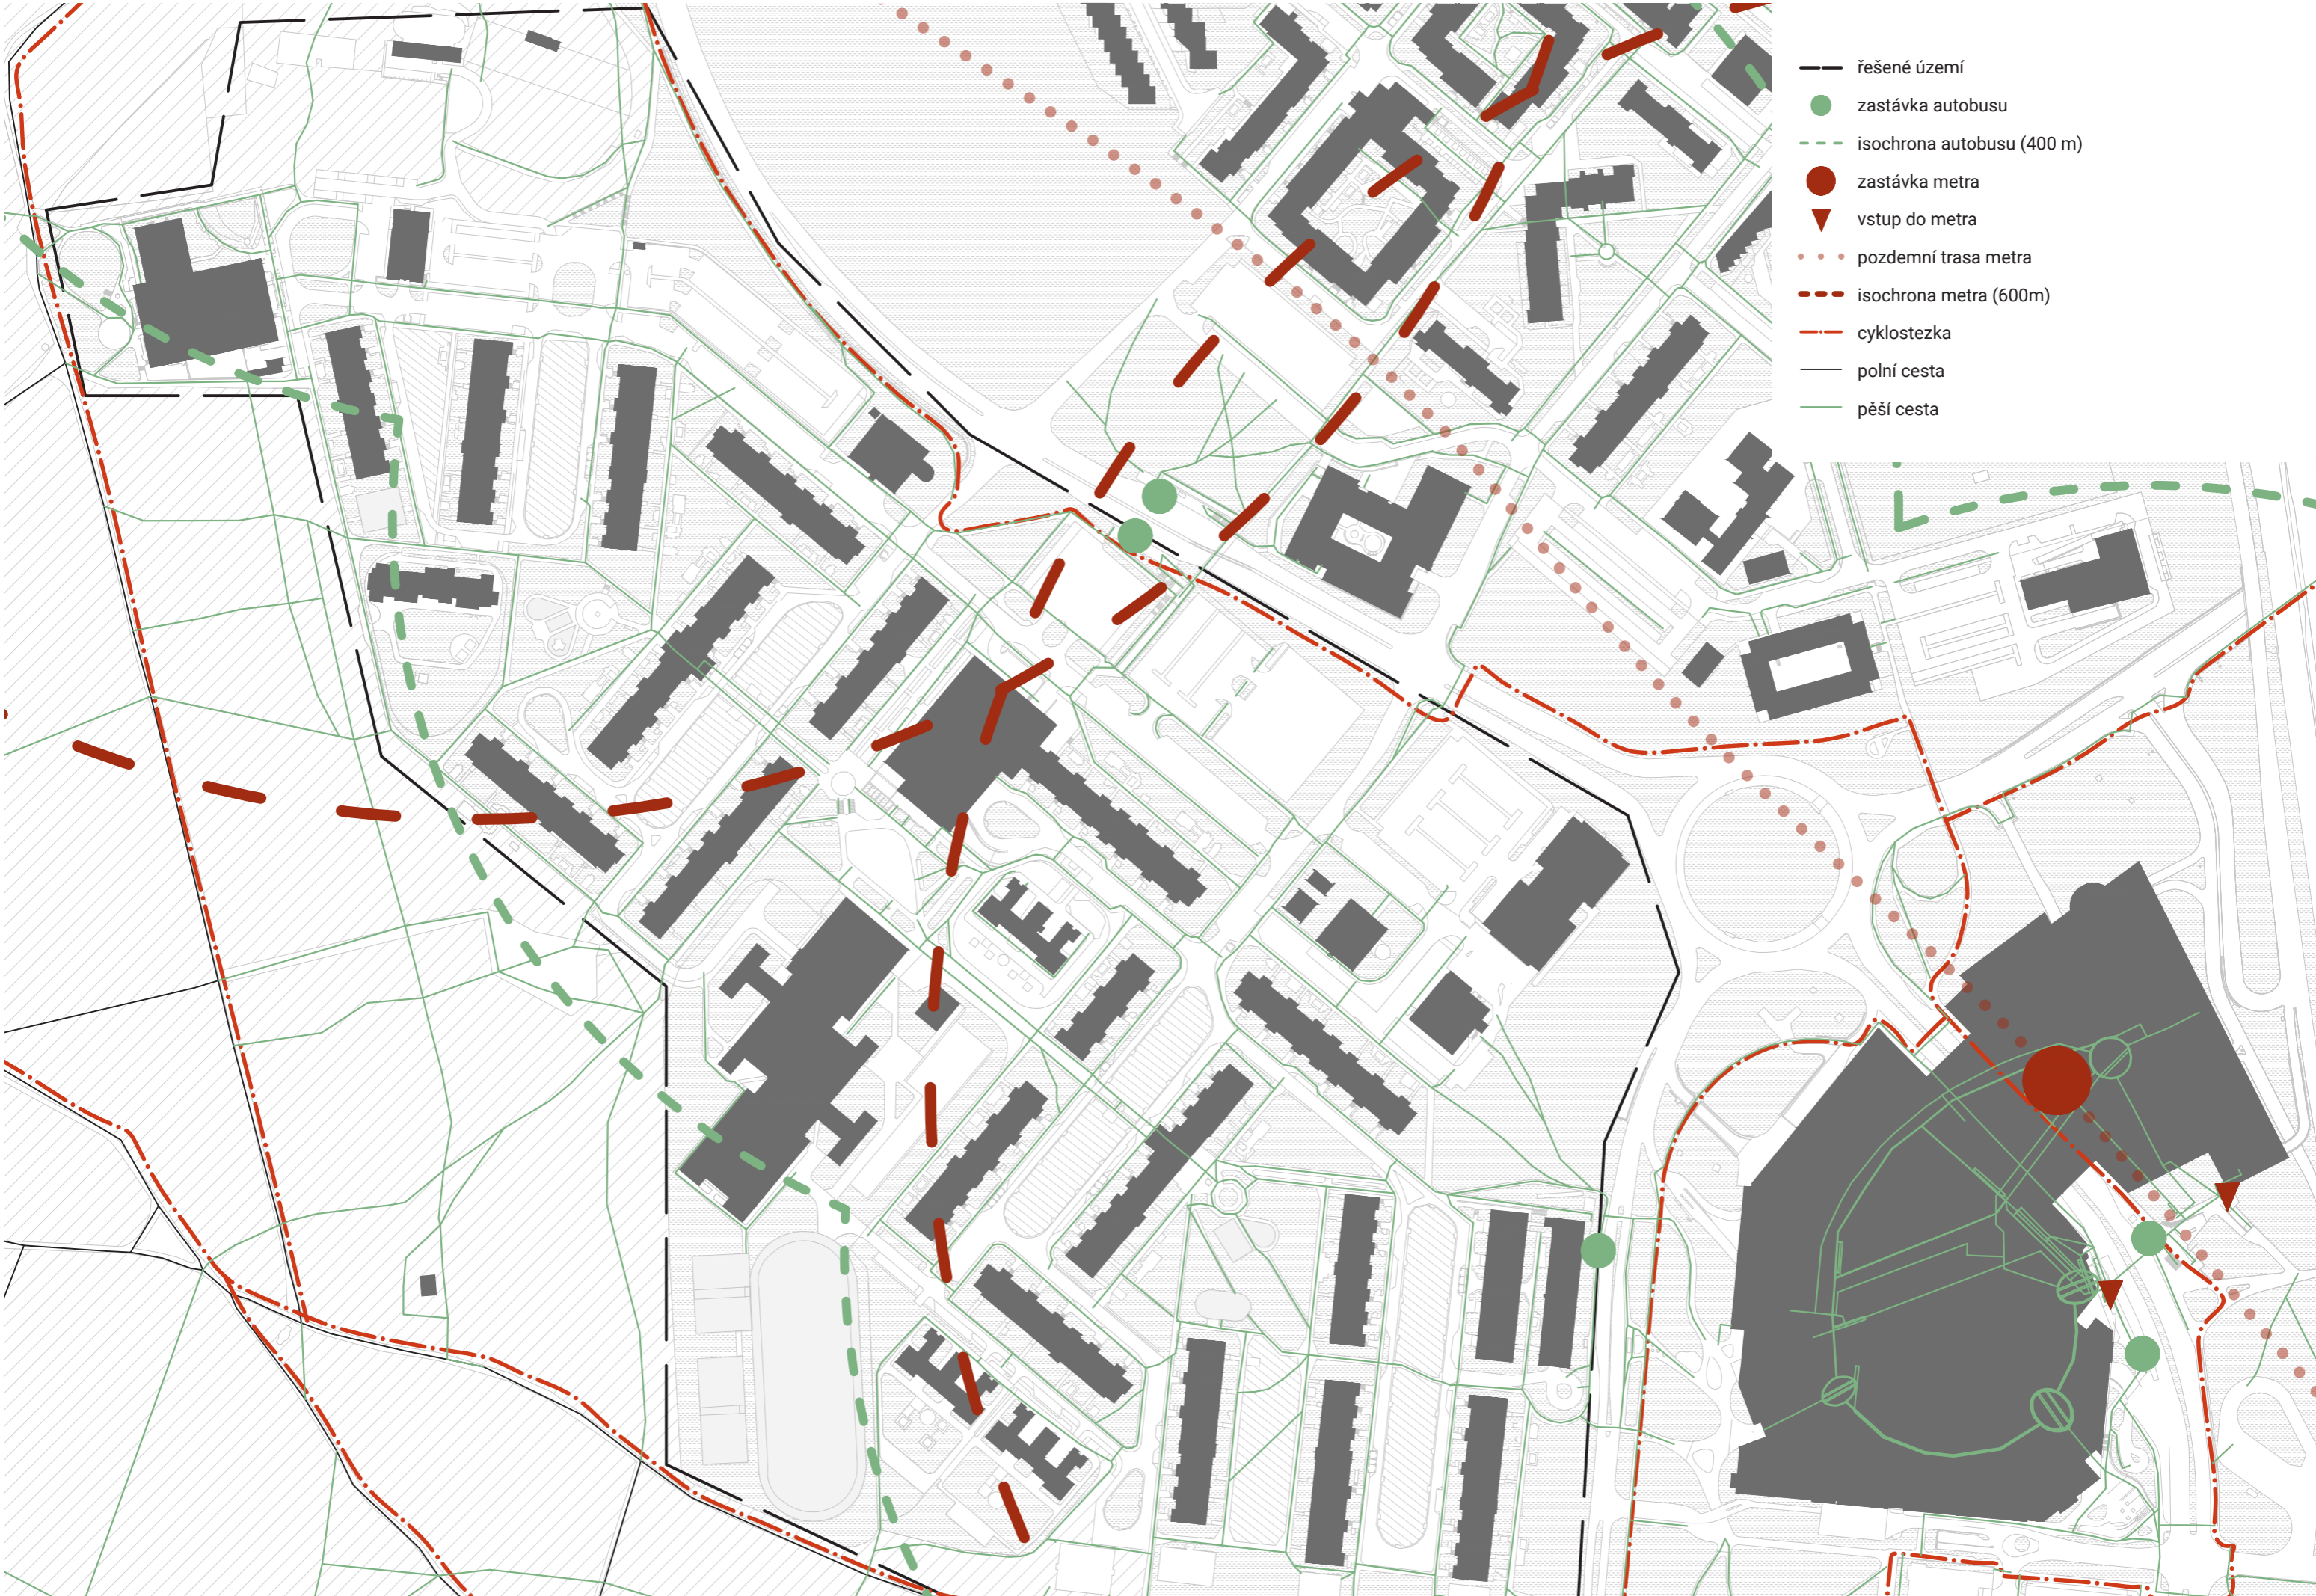 řešené území
zastávka autobusu
isochrona autobusu (400 m)
zastávka metra
vstup do metra
pozdemní trasa metra
isochrona metra (600m)
cyklostezka
polní cesta
pěší cesta